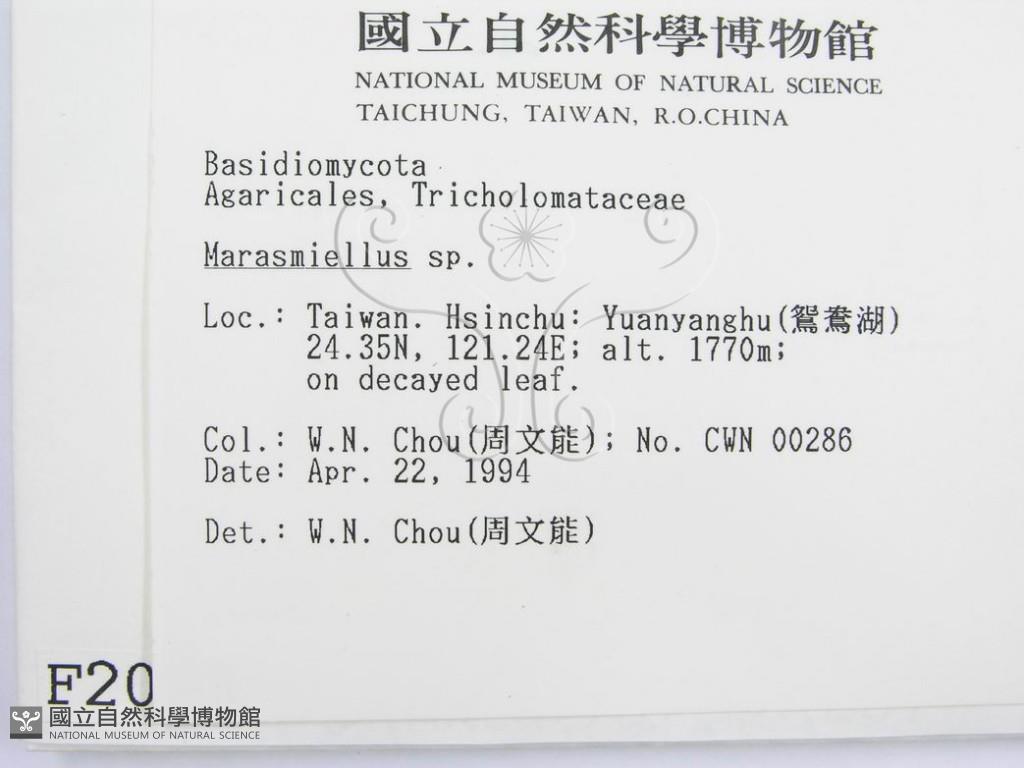 國立自然科學博物館
NATIONAL MUSEUM OF NATURAL SCIENCE
TAICHUNG, TAIWAN, R.O.CHINA
Basidiomycota
Agaricales, Tricholomataceae
Marasmiellus sp.
Loc.: Taiwan. Hsinchu: Yuanyanghu(鴛鴦湖)
24.35N, 121.24E; alt. 1770m;
on decayed leaf.
Col.: W.N. Chou(周文能); No. CWN 00286
Date: Apr. 22, 1994
Det.: W.N. Chou(周文能)
F20
國立自然科學博物館
NATIONAL MUSEUM OF NATURAL SCIENCE